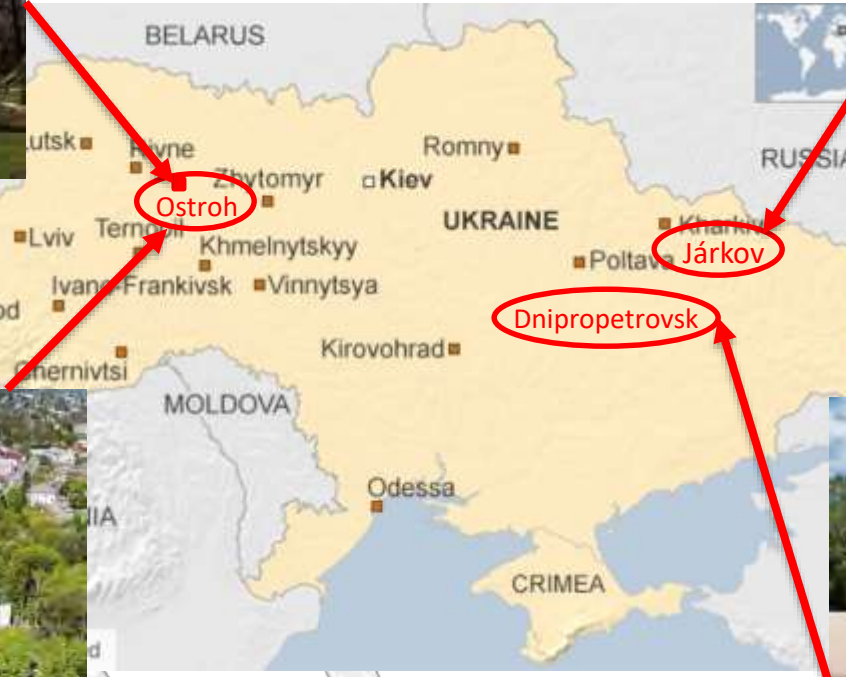 BELARUS
Rivne
Romny
RUSSIA
Zhytomyr
Kiev
Ostroh
UKRAINE
Kharkiv
Lviv
Ternopil
Khmelnytskyy
Poltava
Járkov
Ivano-Frankivsk
Vinnytsya
Dnipropetrovsk
Kirovohrad
Chernivtsi
MOLDOVA
Odessa
CRIMEA